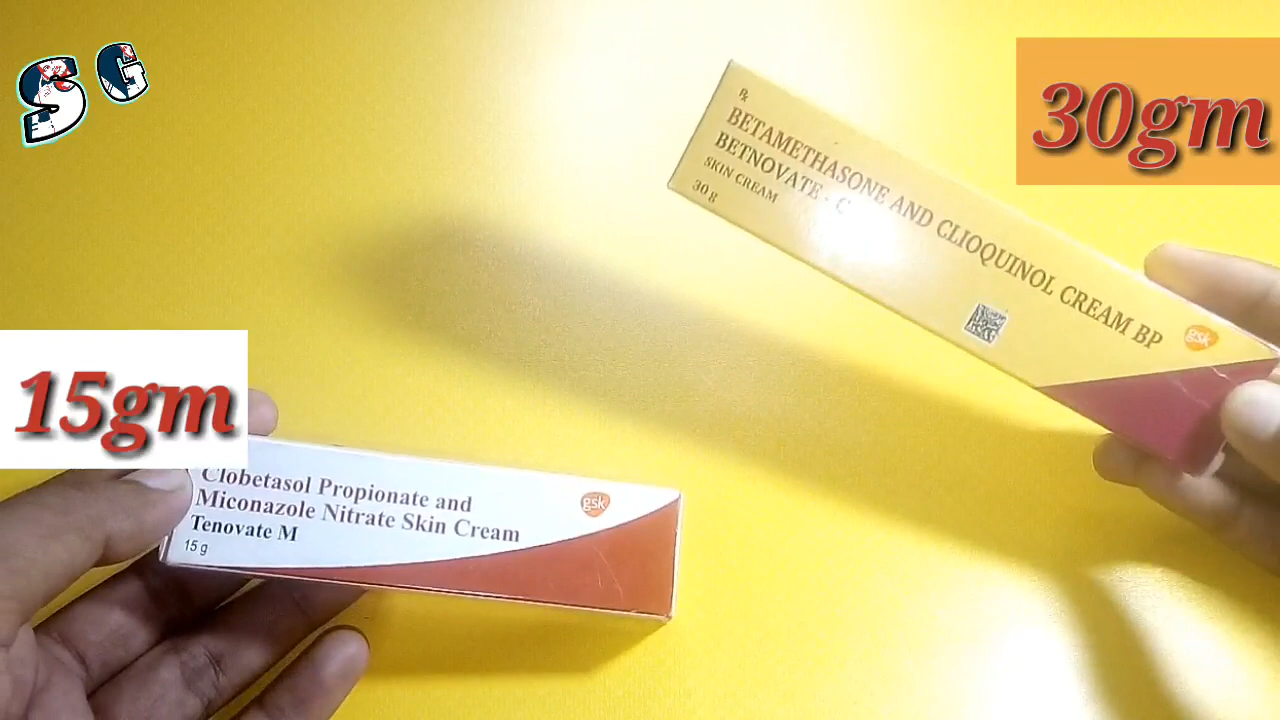 SG
30gm
℞
BETAMETHASONE AND CLIOQUINOL CREAM BP
BETNOVATE - C
SKIN CREAM
30 g
gsk
15gm
Clobetasol Propionate and
Miconazole Nitrate Skin Cream
Tenovate M
15 g
gsk